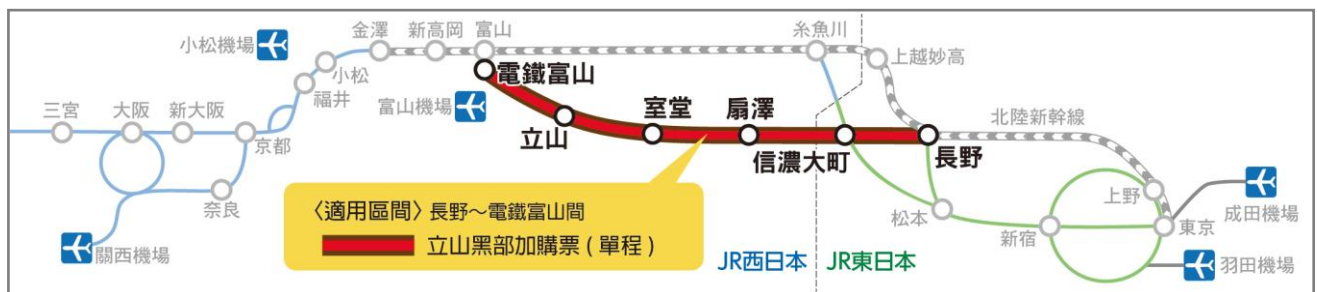 小松機場
金澤
新高岡
富山
糸魚川
上越妙高
小松
福井
電鐵富山
富山機場
三宮
大阪
新大阪
京都
立山
室堂
扇澤
信濃大町
長野
北陸新幹線
奈良
松本
新宿
上野
東京
成田機場
關西機場
羽田機場
〈適用區間〉長野～電鐵富山間
立山黑部加購票 ( 單程 )
JR西日本
JR東日本